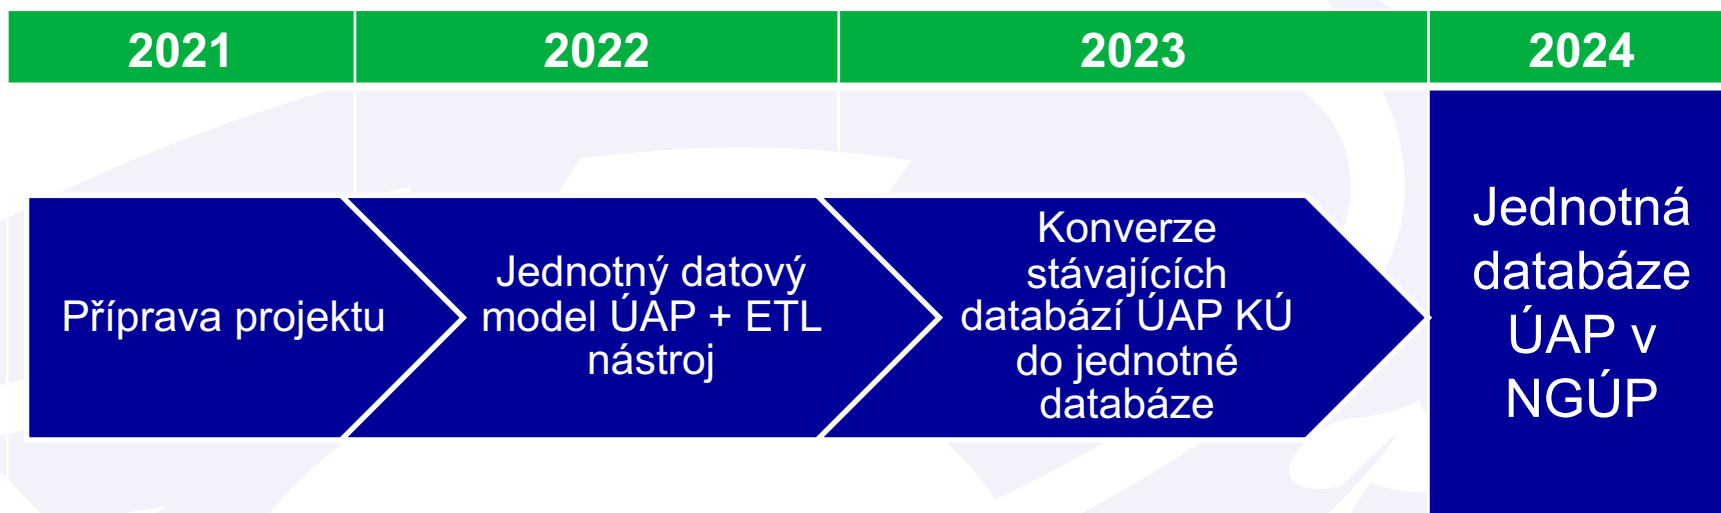 2021
2022
2023
2024
Příprava projektu
Jednotný datový
model ÚAP + ETL
nástroj
Konverze
stávajících
databází ÚAP KÚ
do jednotné
databáze
Jednotná
databáze
ÚAP v
NGÚP